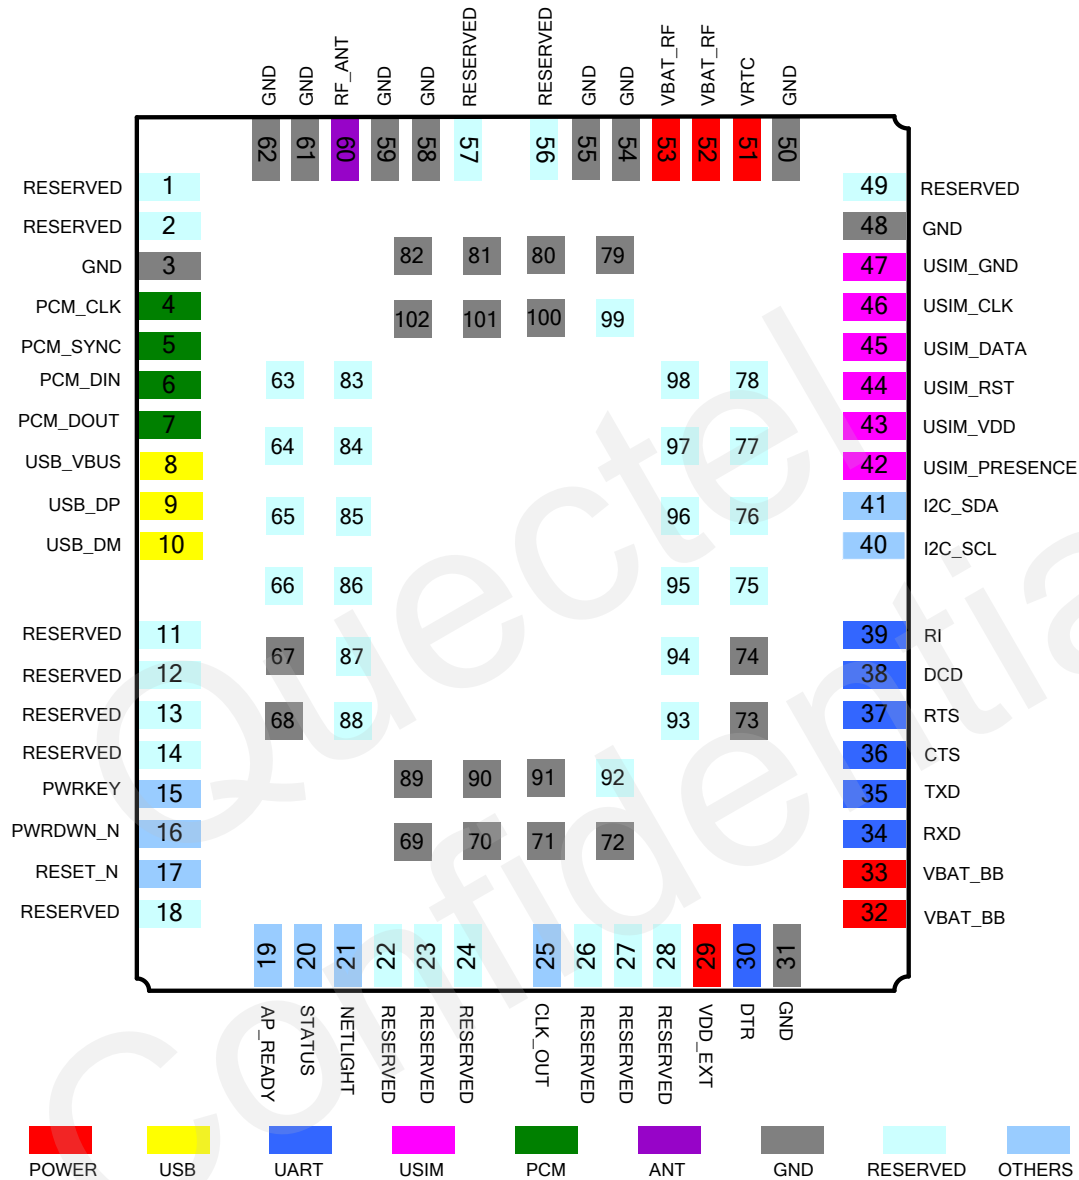 GND
GND
RF_ANT
GND
GND
RESERVED
RESERVED
GND
GND
VBAT_RF
VBAT_RF
VRTC
GND
62 61 60 59 58 57 56 55 54 53 52 51 50
RESERVED 1 49 RESERVED
RESERVED 2 48 GND
GND 3 47 USIM_GND
82 81 80 79
PCM_CLK 4 46 USIM_CLK
102 101 100 99
PCM_SYNC 5 45 USIM_DATA
PCM_DIN 6 44 USIM_RST
63 83 98 78
PCM_DOUT 7 43 USIM_VDD
64 84 97 77
USB_VBUS 8 42 USIM_PRESENCE
USB_DP 9 41 I2C_SDA
65 85 96 76
USB_DM 10 40 I2C_SCL
66 86 95 75
RESERVED 11 39 RI
67 87 94 74
RESERVED 12 38 DCD
RESERVED 13 37 RTS
68 88 93 73
RESERVED 14 36 CTS
89 90 91 92
PWRKEY 15 35 TXD
PWRDWN_N 16 34 RXD
69 70 71 72
RESET_N 17 33 VBAT_BB
RESERVED 18 32 VBAT_BB
19 20 21 22 23 24 25 26 27 28 29 30 31
AP_READY
STATUS
NETLIGHT
RESERVED
RESERVED
RESERVED
CLK_OUT
RESERVED
RESERVED
RESERVED
VDD_EXT
DTR
GND
POWER USB UART USIM PCM ANT GND RESERVED OTHERS
Quectel